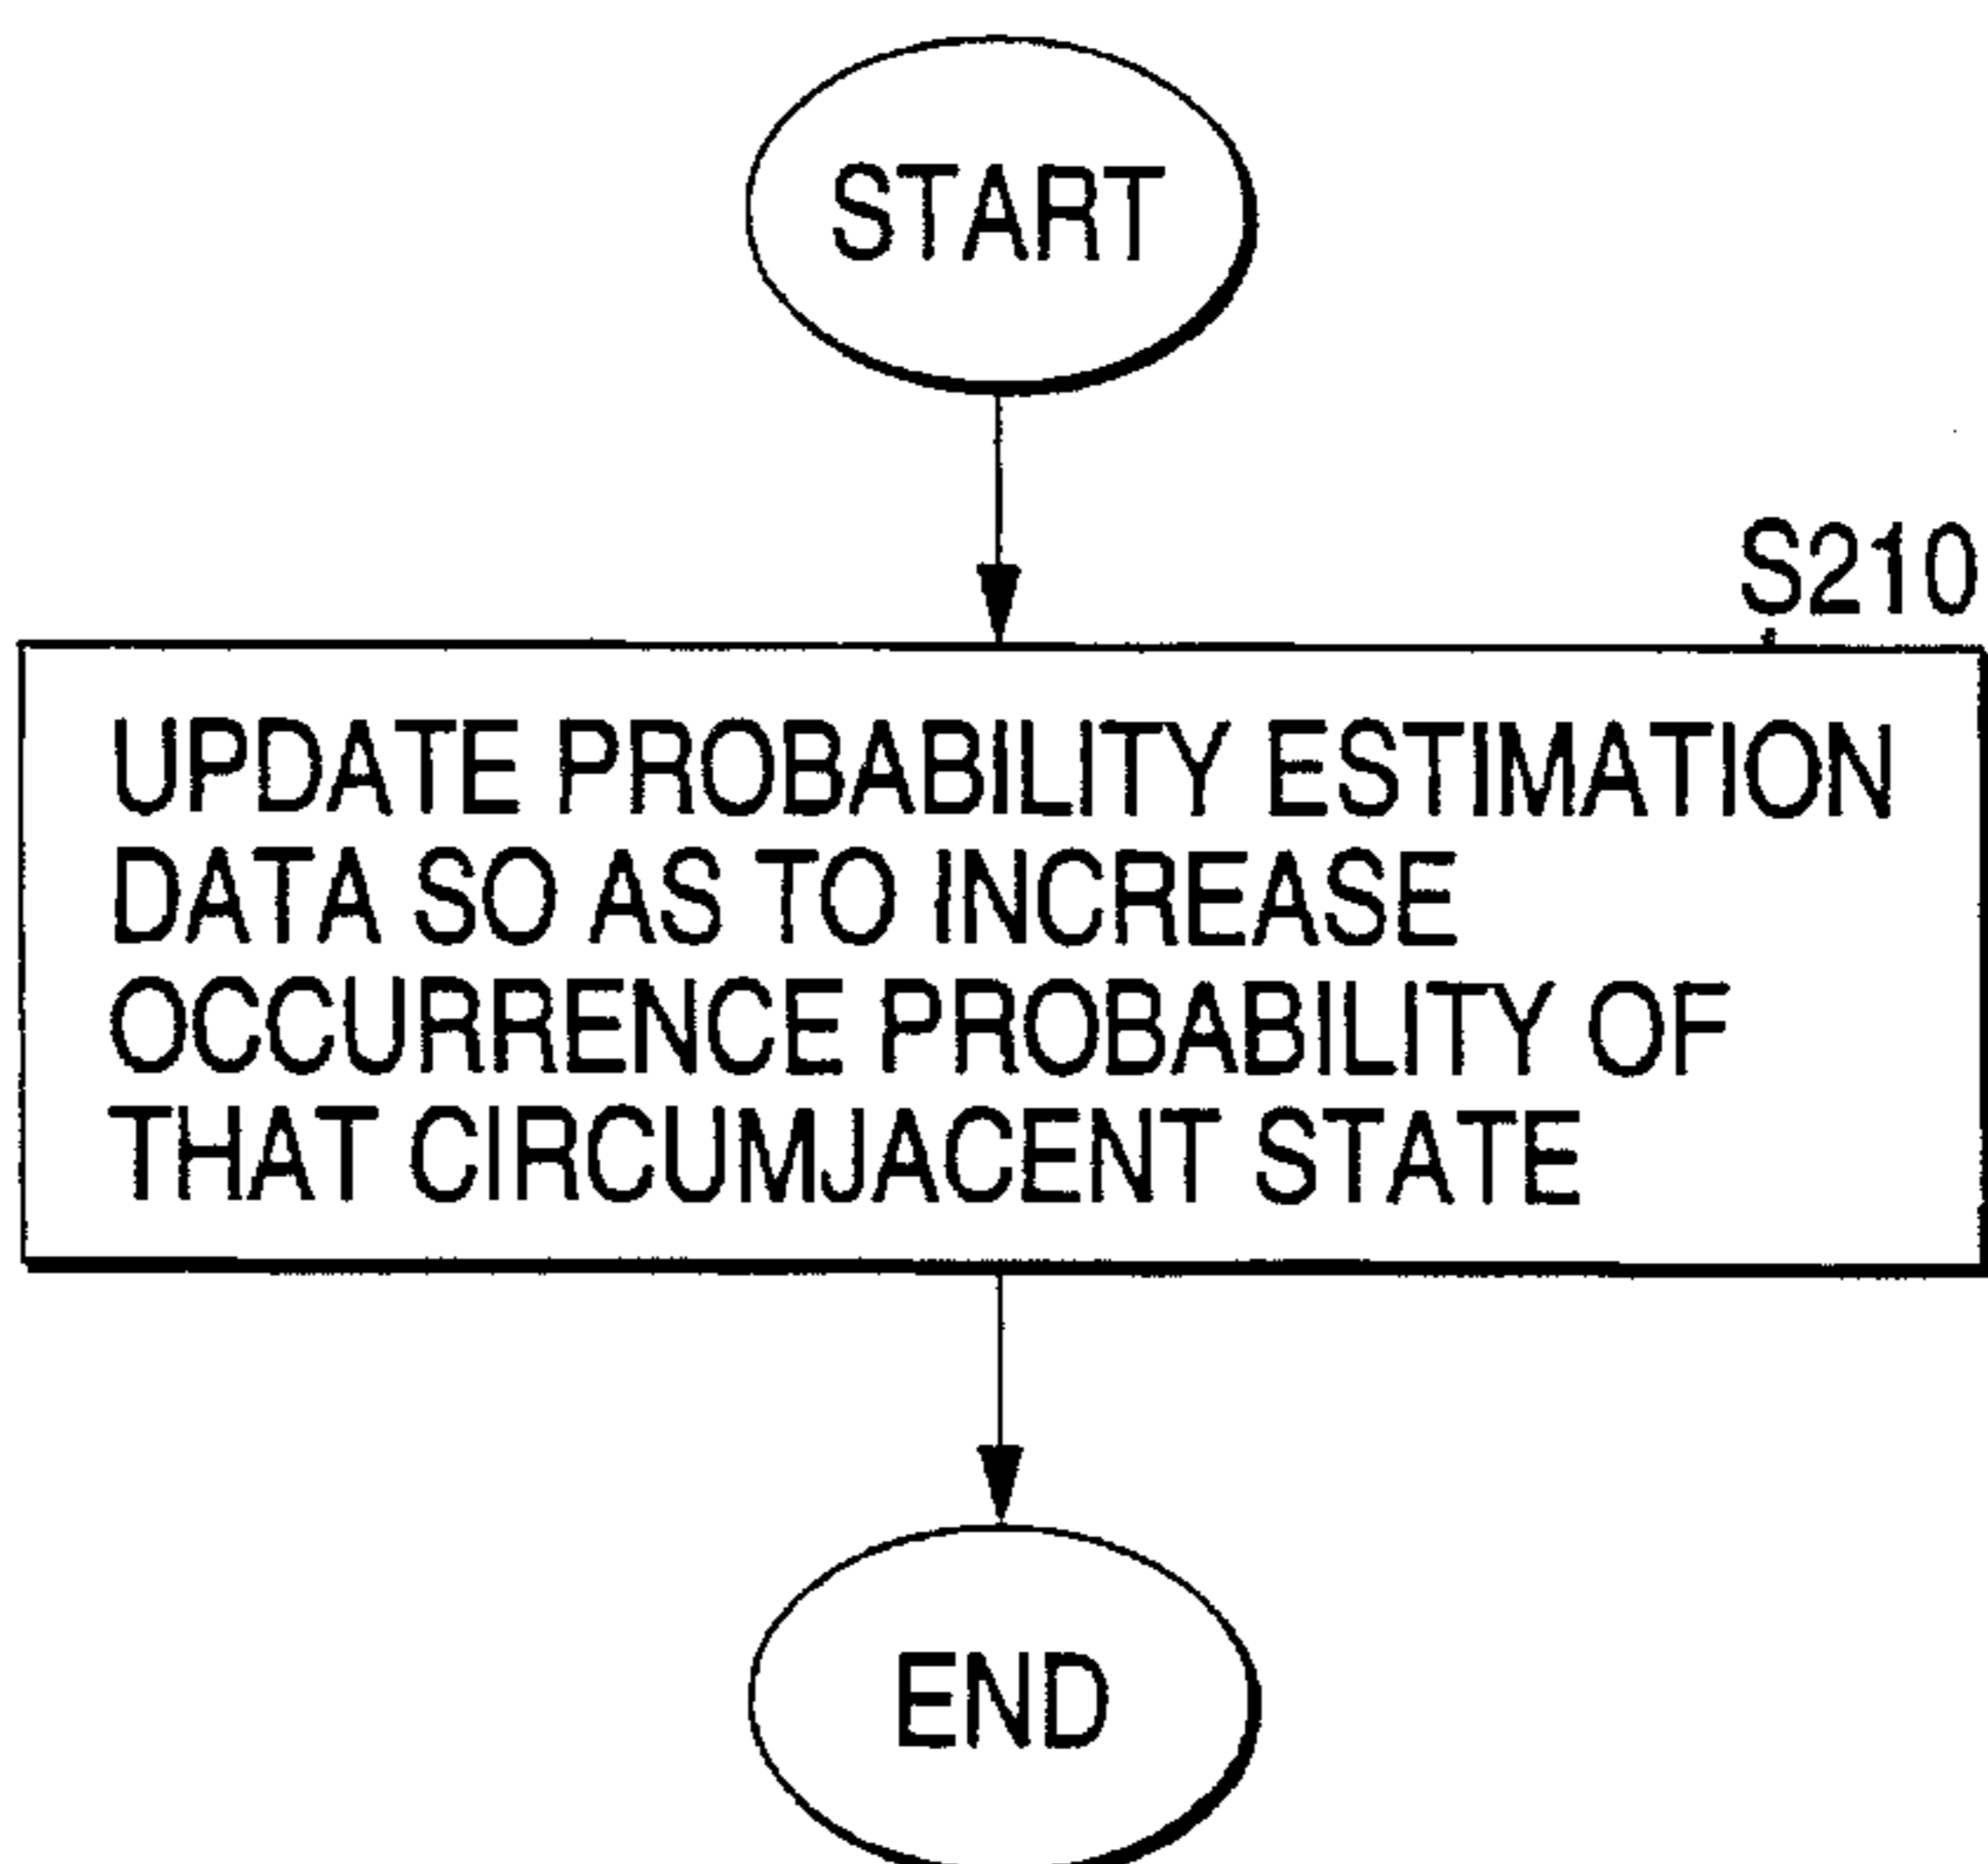 START
S210
UPDATE PROBABILITY ESTIMATION
DATA SO AS TO INCREASE
OCCURRENCE PROBABILITY OF
THAT CIRCUMJACENT STATE
END